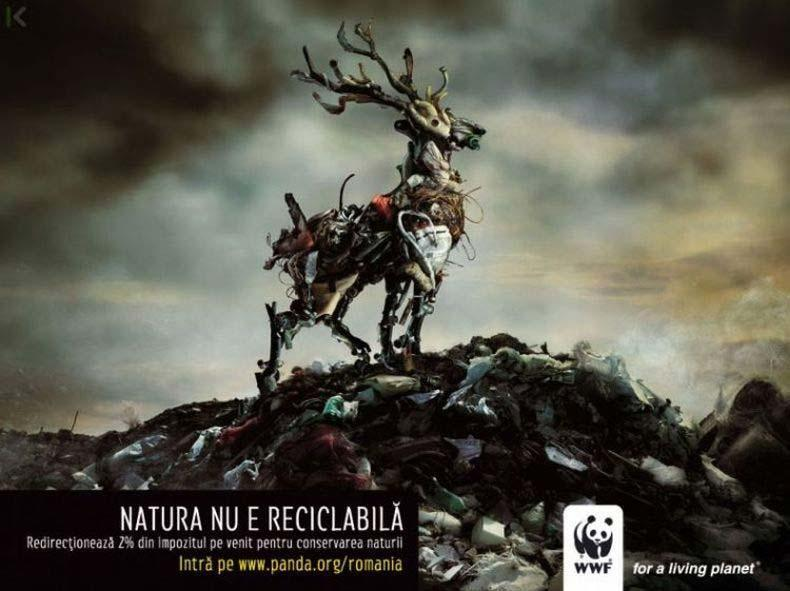 NATURA NU E RECICLABILĂ
Redirecţionează 2% din impozitul pe venit pentru conservarea naturii
Intră pe www.panda.org/romania
WWF®
for a living planet®